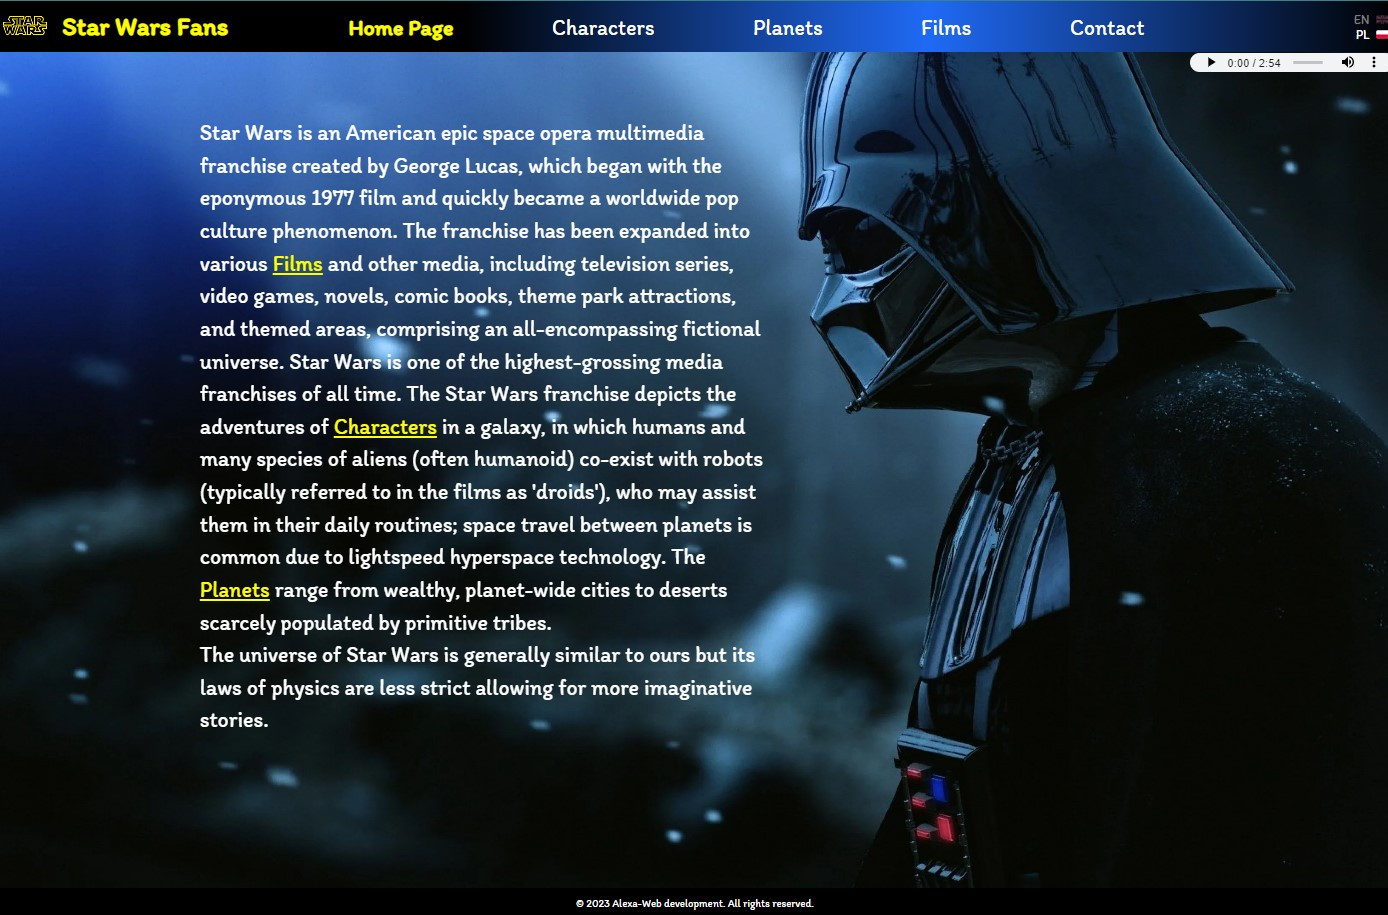 STAR WARS
Star Wars Fans
Home Page
Characters
Planets
Films
Contact
EN
PL
0:00 / 2:54
Star Wars is an American epic space opera multimedia
franchise created by George Lucas, which began with the
eponymous 1977 film and quickly became a worldwide pop
culture phenomenon. The franchise has been expanded into
various Films and other media, including television series,
video games, novels, comic books, theme park attractions,
and themed areas, comprising an all-encompassing fictional
universe. Star Wars is one of the highest-grossing media
franchises of all time. The Star Wars franchise depicts the
adventures of Characters in a galaxy, in which humans and
many species of aliens (often humanoid) co-exist with robots
(typically referred to in the films as 'droids'), who may assist
them in their daily routines; space travel between planets is
common due to lightspeed hyperspace technology. The
Planets range from wealthy, planet-wide cities to deserts
scarcely populated by primitive tribes.
The universe of Star Wars is generally similar to ours but its
laws of physics are less strict allowing for more imaginative
stories.
© 2023 Alexa-Web development. All rights reserved.